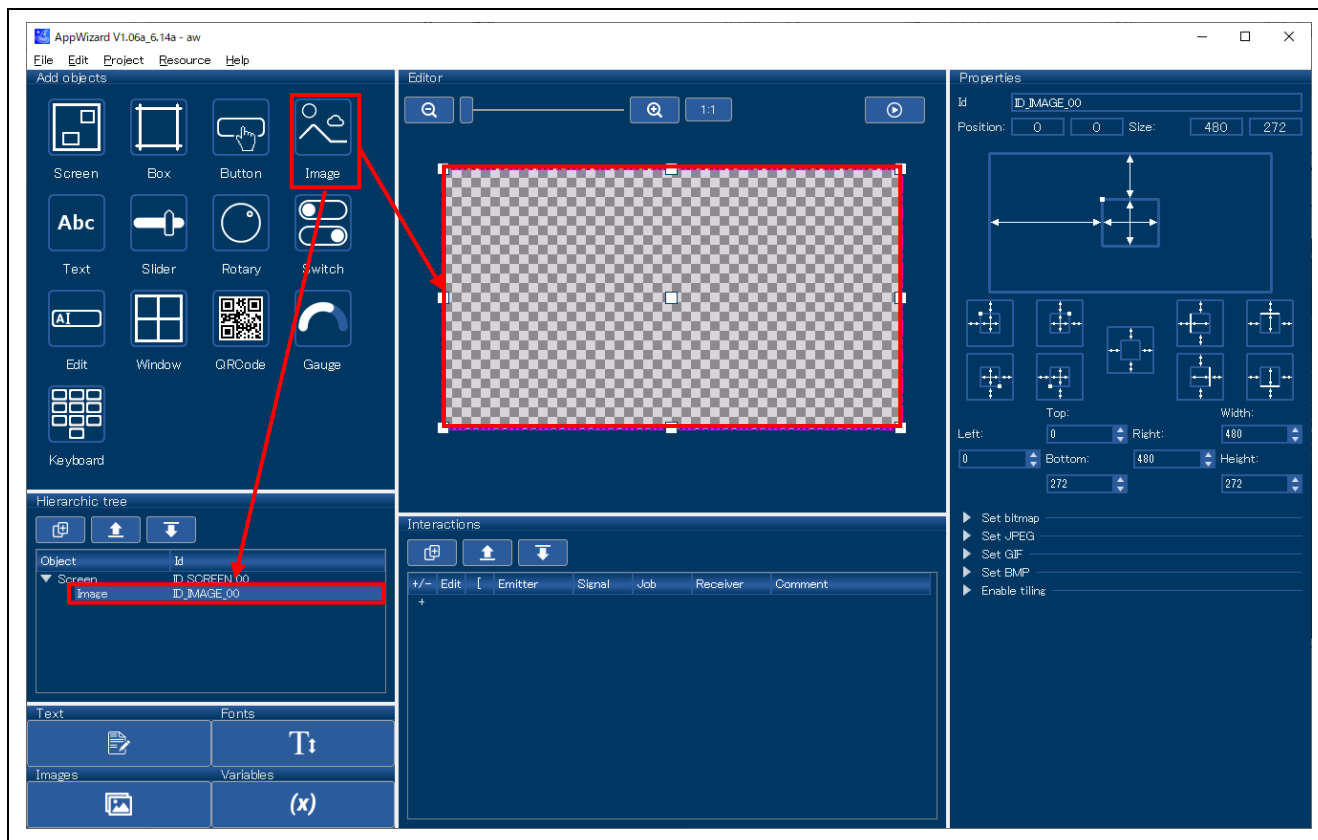 AppWizard V1.06a_6.14a - aw
File Edit Project Resource Help
Add objects
Screen Box Button Image
Abc
Text Slider Rotary Switch
AI
Edit Window QRCode Gauge
Keyboard
Hierarchic tree
Object Id
Screen ID_SCREEN_00
Image ID_IMAGE_00
Text Fonts
T
Images Variables
(x)
Editor
1:1
Interactions
+/- Edit [ Emitter Signal Job Receiver Comment
+
Properties
Id ID_IMAGE_00
Position: 0 0 Size: 480 272
Top: Width:
Left: 0 Right: 480
0 Bottom: 480 Height:
272 272
Set bitmap
Set JPEG
Set GIF
Set BMP
Enable tiling